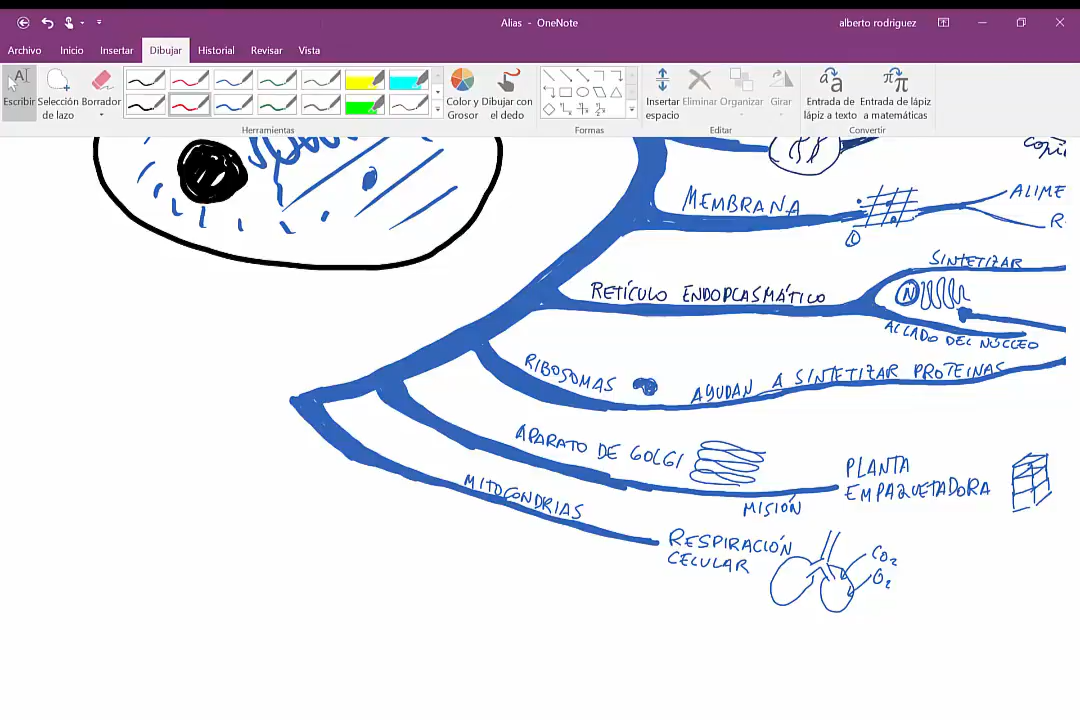 Alias - OneNote
alberto rodriguez
Archivo
Inicio
Insertar
Dibujar
Historial
Revisar
Vista
Escribir
Selección de lazo
Borrador
Color y Grosor
Dibujar con el dedo
Insertar espacio
Eliminar
Organizar
Girar
Entrada de lápiz a texto
Entrada de lápiz a matemáticas
Herramientas
Formas
Editar
Convertir
MEMBRANA
ALIME
R
SINTETIZAR
RETÍCULO ENDOPLASMÁTICO
N
AL LADO DEL NÚCLEO
RIBOSOMAS
AYUDAN A SINTETIZAR PROTEINAS
APARATO DE GOLGI
PLANTA
EMPAQUETADORA
MISIÓN
MITOCONDRIAS
RESPIRACIÓN
CELULAR
CO2
O2